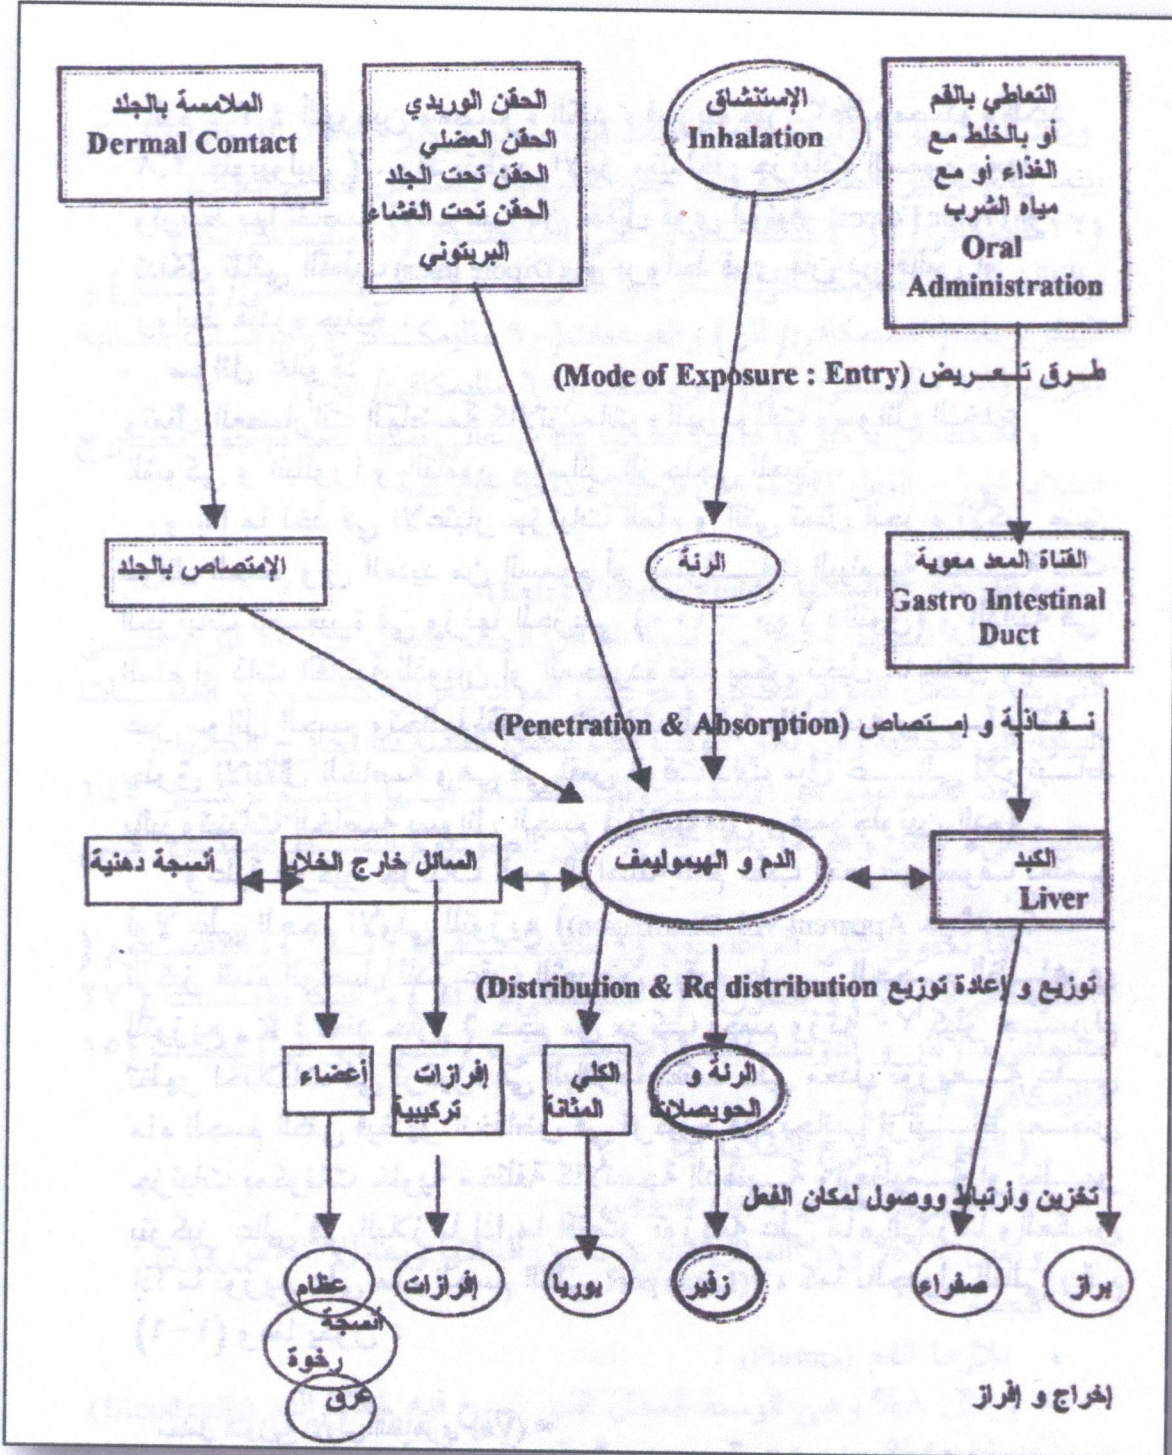 الملامسة بالجلد
Dermal Contact
الحقن الوريدي
الحقن العضلي
الحقن تحت الجلد
الحقن تحت الغشاء
البريتوني
الإستنشاق
Inhalation
التعاطي بالقم
أو بالخلط مع
الغذاء أو مع
مياه الشرب
Oral
Administration
طرق تعريض (Mode of Exposure : Entry)
الإمتصاص بالجلد
الرئة
القناة المعد معوية
Gastro Intestinal
Duct
نفاذية و إمتصاص (Penetration & Absorption)
أنسجة دهنية
السائل خارج الخلايا
الدم و الهيموليمف
الكبد
Liver
توزيع و إعادة توزيع (Distribution & Re distribution)
أعضاء
إفرازات
تركيبية
الكلي
المثانة
الرئة و
الحويصلات
تخزين وأرتباط ووصول لمكان الفعل
عظام
أنسجة
رخوة
عرق
إفرازات
يوريا
زفير
صفراء
براز
إخراج و إفراز